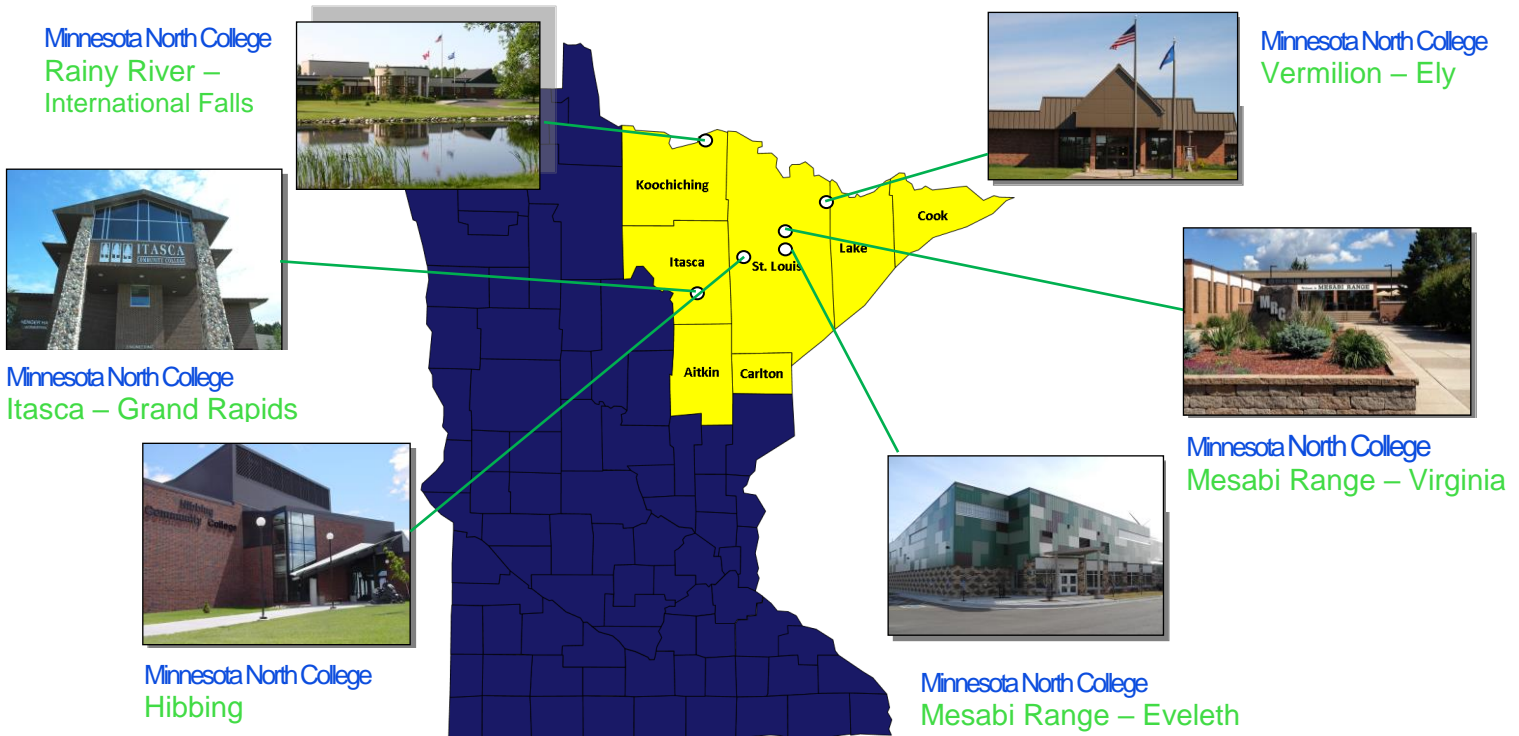 Minnesota North College
Rainy River –
International Falls
Minnesota North College
Vermilion – Ely
Koochiching
Cook
Lake
Itasca
St. Louis
Aitkin
Carlton
ITASCA
COMMUNITY COLLEGE
Minnesota North College
Itasca – Grand Rapids
MESABI RANGE
MRC
Minnesota North College
Mesabi Range – Virginia
Hibbing
Community College
Minnesota North College
Hibbing
Minnesota North College
Mesabi Range – Eveleth